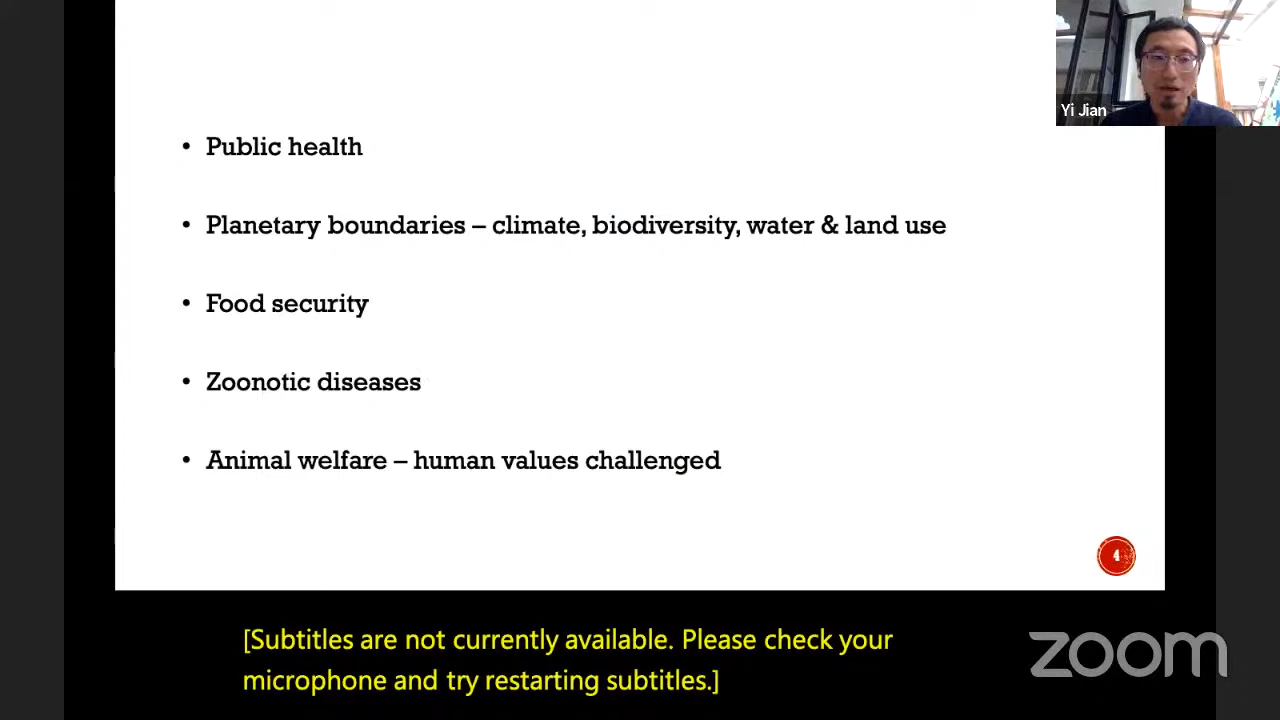 Yi Jian
• Public health
• Planetary boundaries – climate, biodiversity, water & land use
• Food security
• Zoonotic diseases
• Animal welfare – human values challenged
4
[Subtitles are not currently available. Please check your
microphone and try restarting subtitles.]
zoom